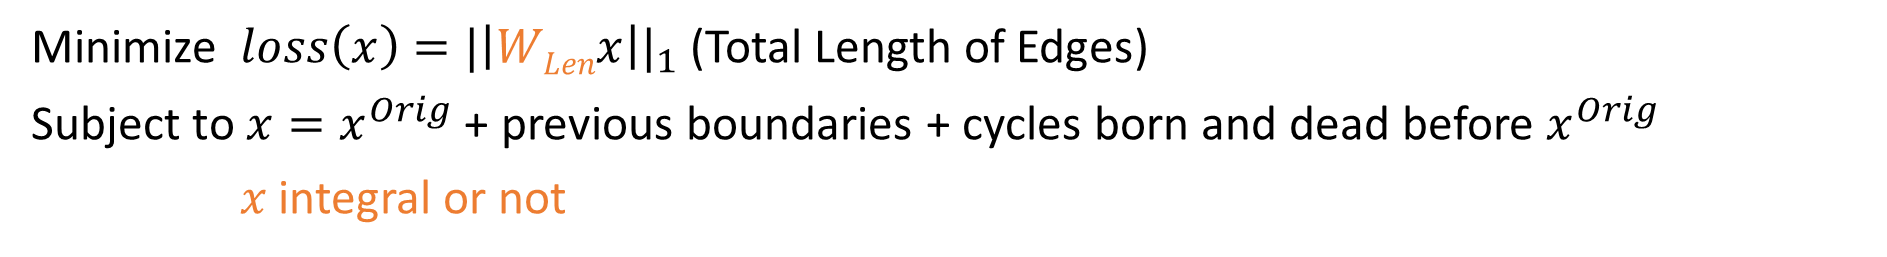 Minimize loss(x) = ||W_Len x||_1 (Total Length of Edges)
Subject to x = x^Orig + previous boundaries + cycles born and dead before x^Orig
x integral or not